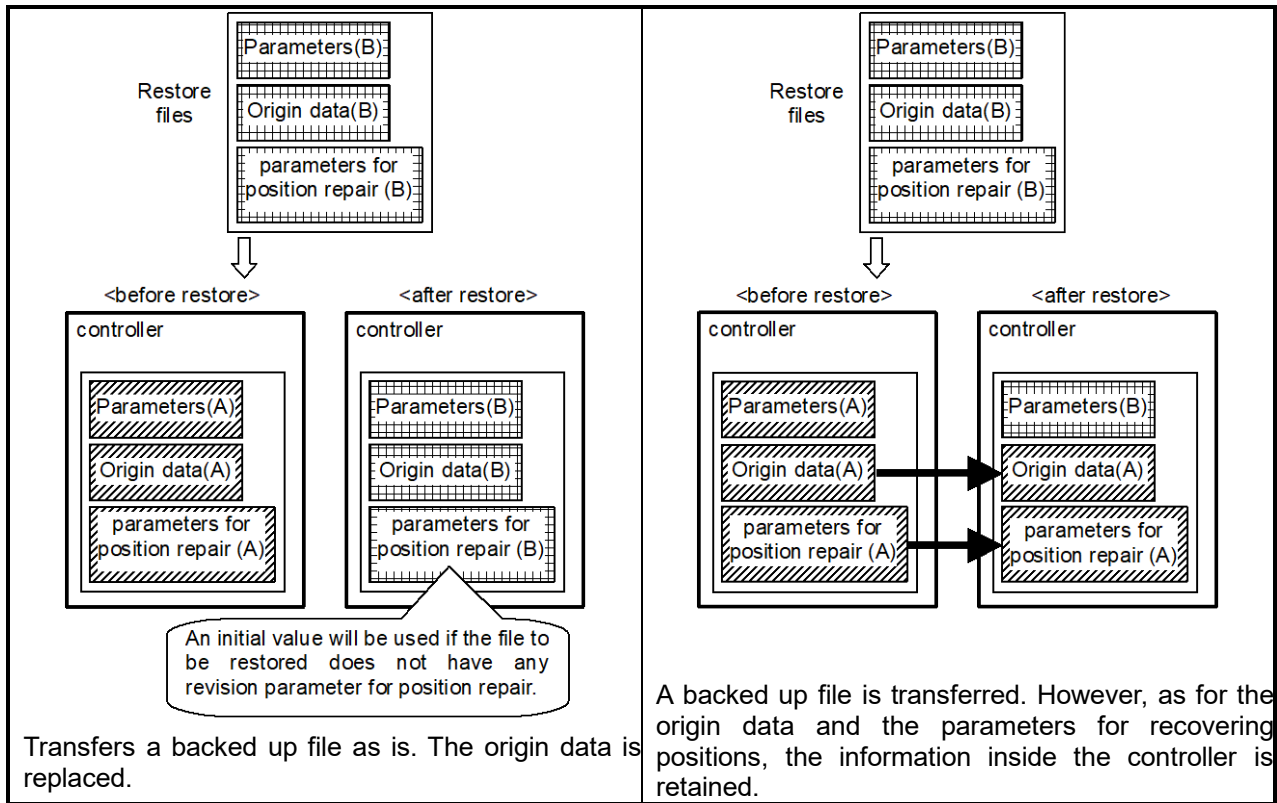 Parameters(B)
Restore
files
Origin data(B)
parameters for
position repair (B)
<before restore>
<after restore>
controller
controller
Parameters(A)
Parameters(B)
Origin data(A)
Origin data(B)
parameters for
position repair (A)
parameters for
position repair (B)
An initial value will be used if the file to
be restored does not have any
revision parameter for position repair.
Transfers a backed up file as is. The origin data is
replaced.
Parameters(B)
Restore
files
Origin data(B)
parameters for
position repair (B)
<before restore>
<after restore>
controller
controller
Parameters(A)
Parameters(B)
Origin data(A)
Origin data(A)
parameters for
position repair (A)
parameters for
position repair (A)
A backed up file is transferred. However, as for the
origin data and the parameters for recovering
positions, the information inside the controller is
retained.